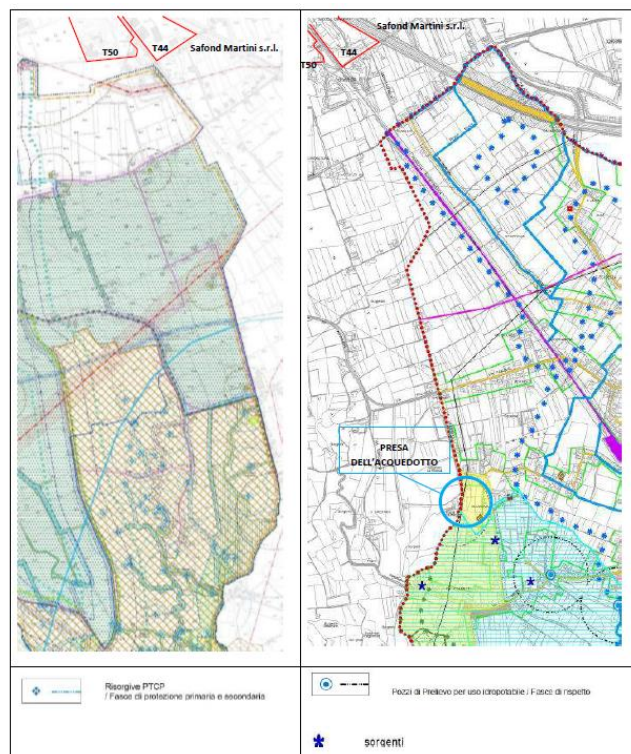 T50
T44
Safond Martini s.r.l.
Safond Martini s.r.l.
T44
T50
PRESA
DELL'ACQUEDOTTO
Risorgive PTCP
/ Fasce di protezione primaria e secondaria
Pozzi di Prelievo per uso idropotabile / Fasce di rispetto
sorgenti